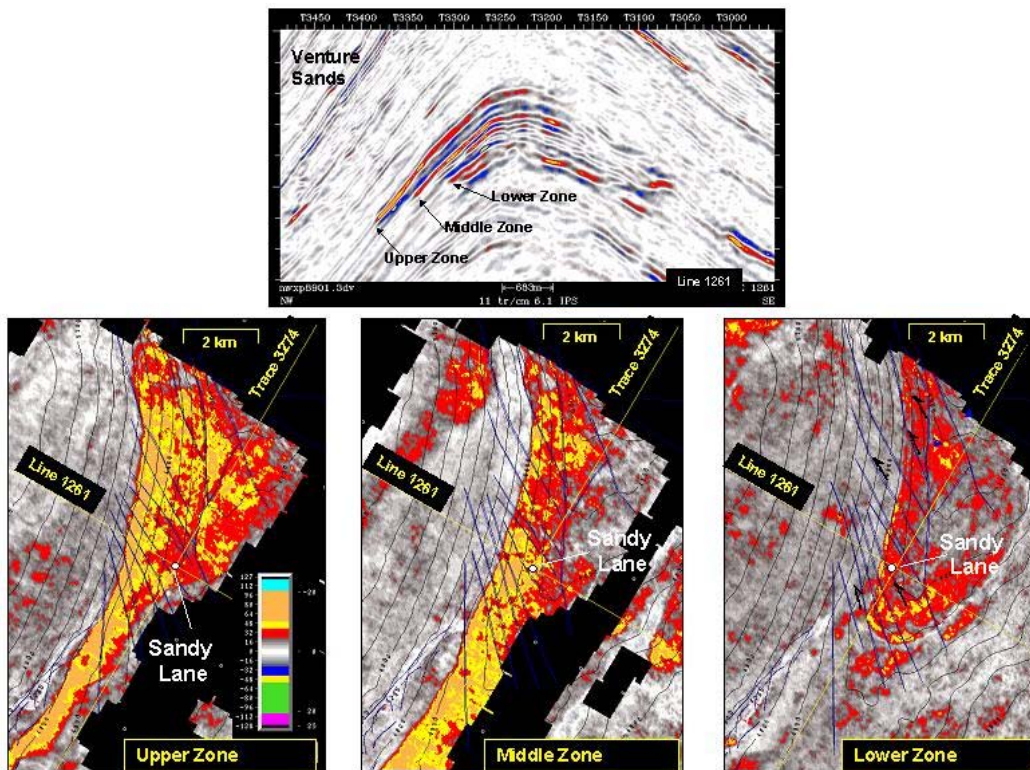 T3450 T3400 T3350 T3300 T3250 T3200 T3150 T3100 T3050 T3000
Venture
Sands
Lower Zone
Middle Zone
Upper Zone
Line 1261
nwxp8901.3dv
683m
1261
NW
11 tr/cm 6.1 IPS
SE
2 km
Trace 3274
Line 1261
Sandy
Lane
127
112
96
80
64
48
32
16
0
-16
-32
-48
-64
-80
-96
-112
-128
Upper Zone
2 km
Trace 3274
Line 1261
Sandy
Lane
Middle Zone
2 km
Trace 3274
Line 1261
Sandy
Lane
Lower Zone